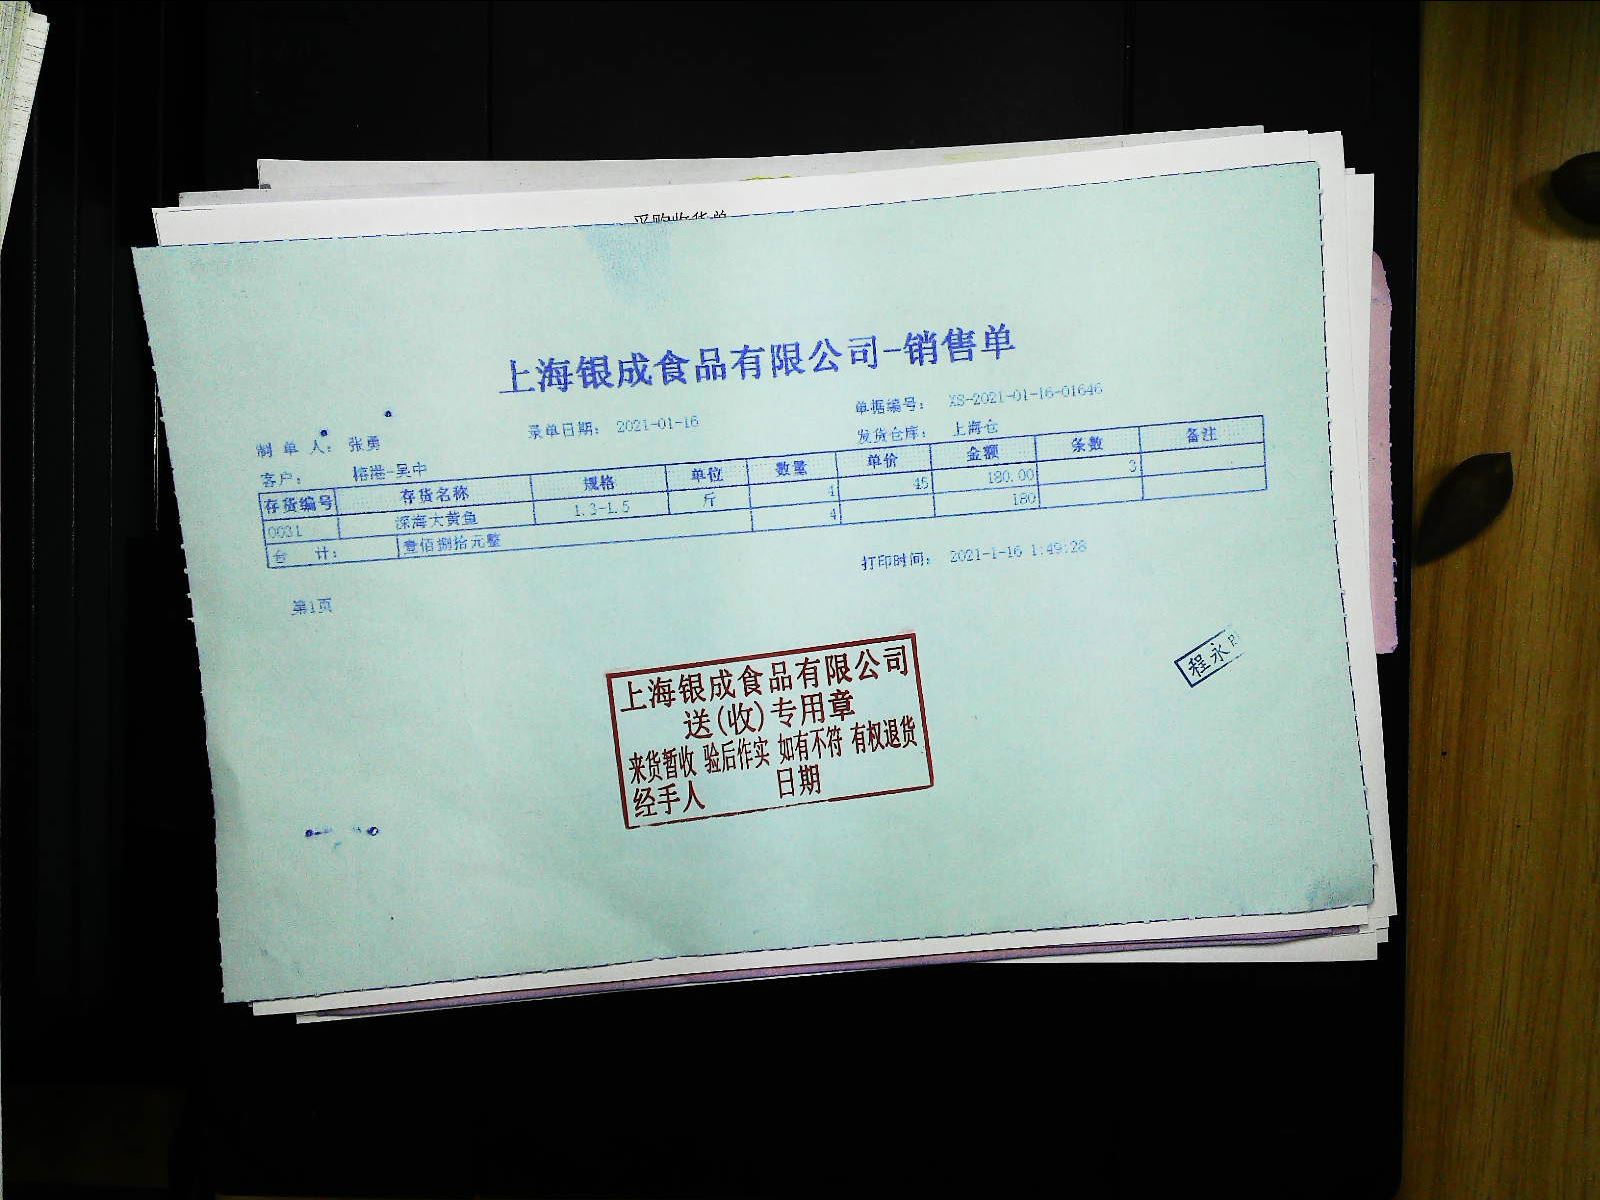 采购收货单
上海银成食品有限公司-销售单
制单人： 张勇 录单日期： 2021-01-16 单据编号： XS-2021-01-16-01646
客户： 榕港-吴中 发货仓库： 上海仓
存货编号 存货名称 规格 单位 数量 单价 金额 条数 备注
0031 深海大黄鱼 1.3-1.5 斤 4 45 180.00 3
合 计： 壹佰捌拾元整 4 180
第1页 打印时间： 2021-1-16 1:49:28
上海银成食品有限公司
送(收)专用章
来货暂收 验后作实 如有不符 有权退货
经手人 日期
程永